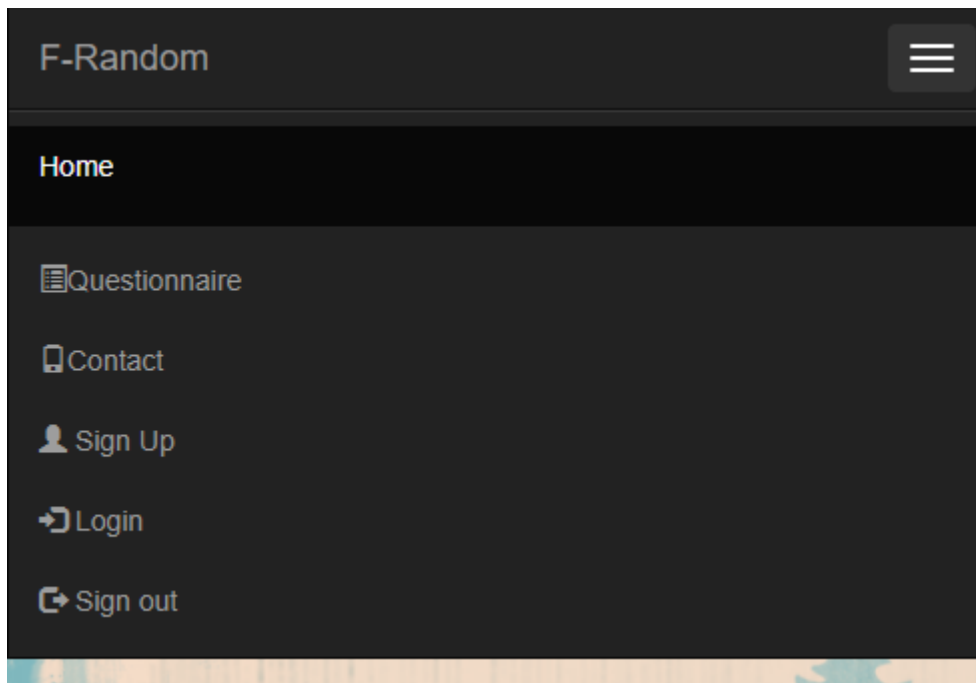 F-Random
Home
Questionnaire
Contact
Sign Up
Login
Sign out